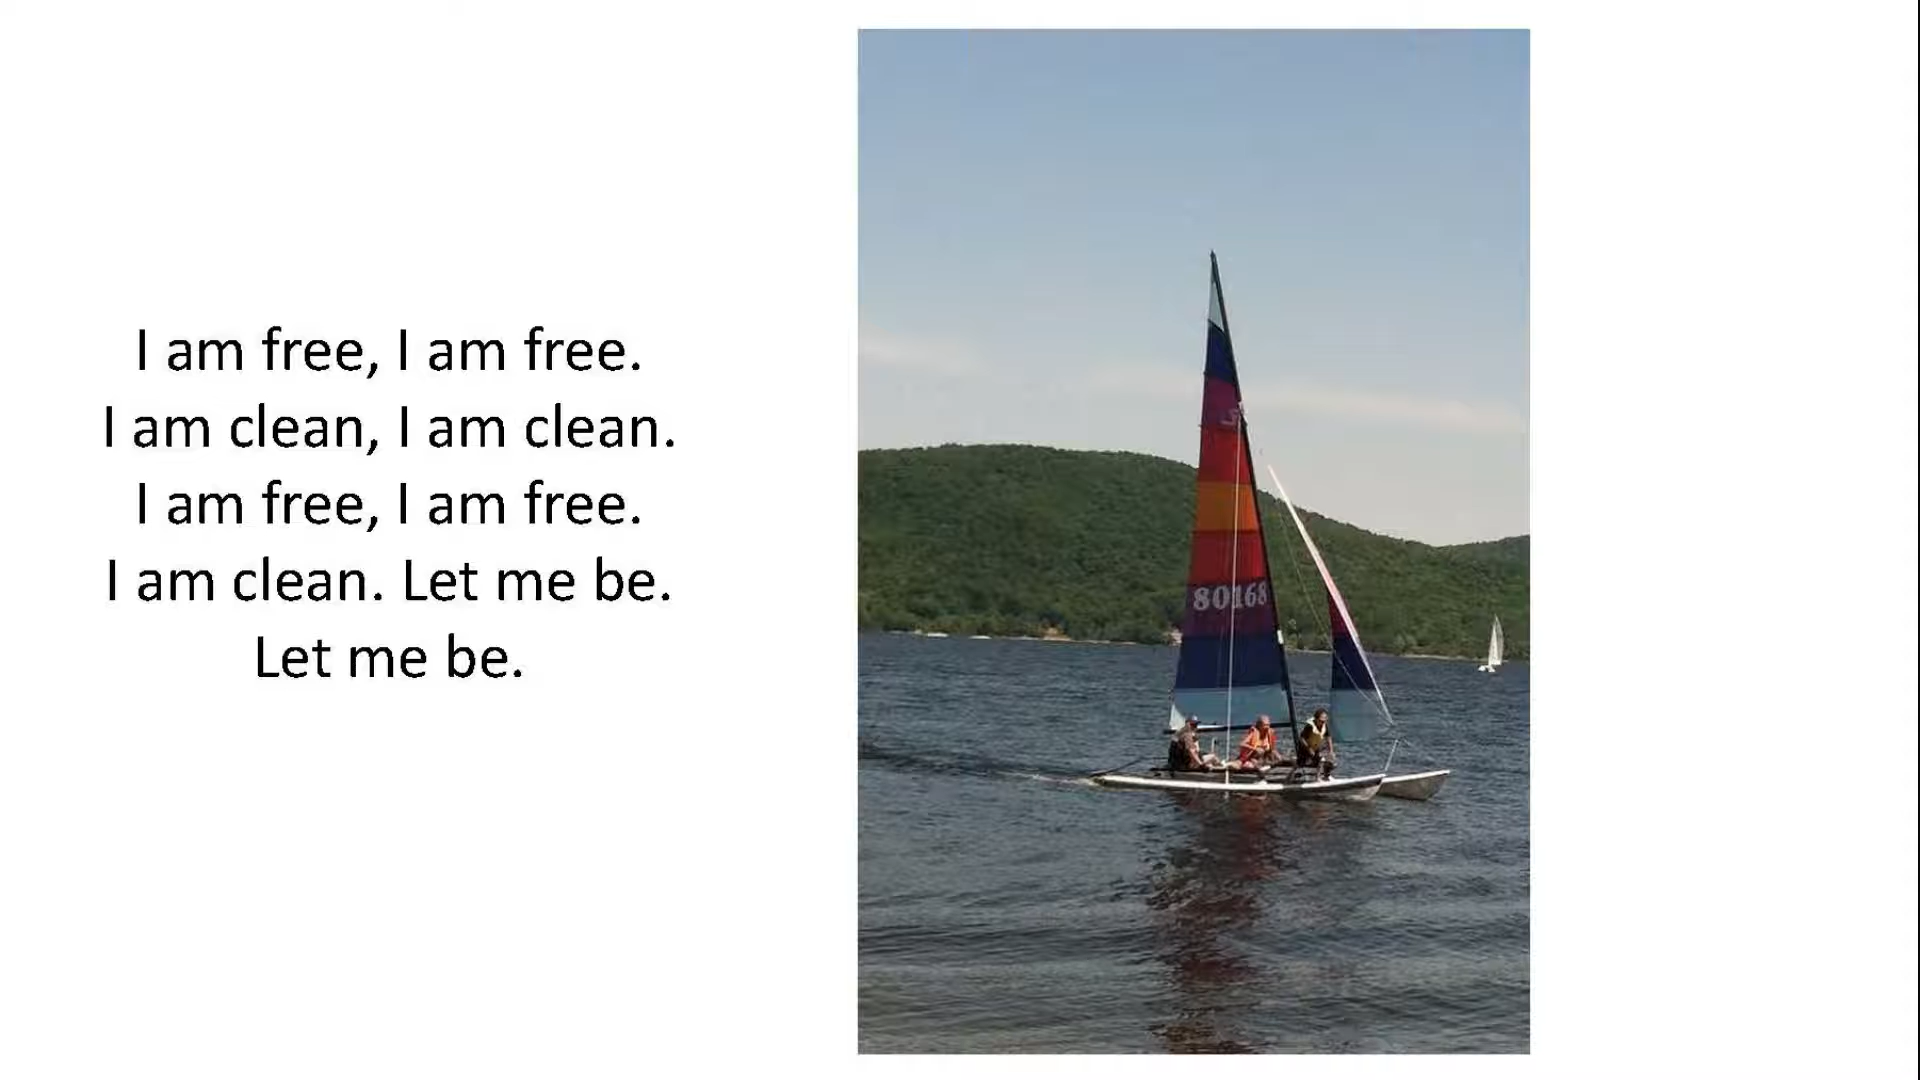 I am free, I am free.
I am clean, I am clean.
I am free, I am free.
I am clean. Let me be.
Let me be.
80168